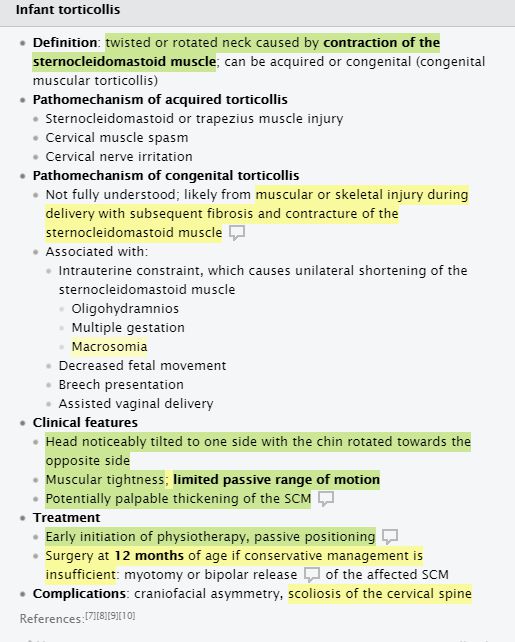 Infant torticollis
Definition: twisted or rotated neck caused by contraction of the
sternocleidomastoid muscle; can be acquired or congenital (congenital
muscular torticollis)
Pathomechanism of acquired torticollis
Sternocleidomastoid or trapezius muscle injury
Cervical muscle spasm
Cervical nerve irritation
Pathomechanism of congenital torticollis
Not fully understood; likely from muscular or skeletal injury during
delivery with subsequent fibrosis and contracture of the
sternocleidomastoid muscle
Associated with:
Intrauterine constraint, which causes unilateral shortening of the
sternocleidomastoid muscle
Oligohydramnios
Multiple gestation
Macrosomia
Decreased fetal movement
Breech presentation
Assisted vaginal delivery
Clinical features
Head noticeably tilted to one side with the chin rotated towards the
opposite side
Muscular tightness; limited passive range of motion
Potentially palpable thickening of the SCM
Treatment
Early initiation of physiotherapy, passive positioning
Surgery at 12 months of age if conservative management is
insufficient: myotomy or bipolar release of the affected SCM
Complications: craniofacial asymmetry, scoliosis of the cervical spine
References:[7][8][9][10]